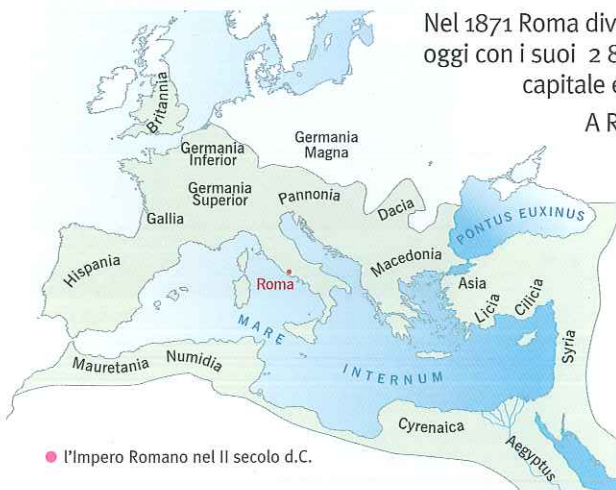 Nel 1871 Roma div
oggi con i suoi 2 8
capitale e
A R
Britannia
Germania
Inferior
Germania
Magna
Germania
Superior
Pannonia
Gallia
Dacia
PONTUS EUXINUS
Hispania
Macedonia
Roma
Asia
Licia
Cilicia
Syria
MARE
INTERNUM
Mauretania
Numidia
Cyrenaica
Aegyptus
l'Impero Romano nel II secolo d.C.